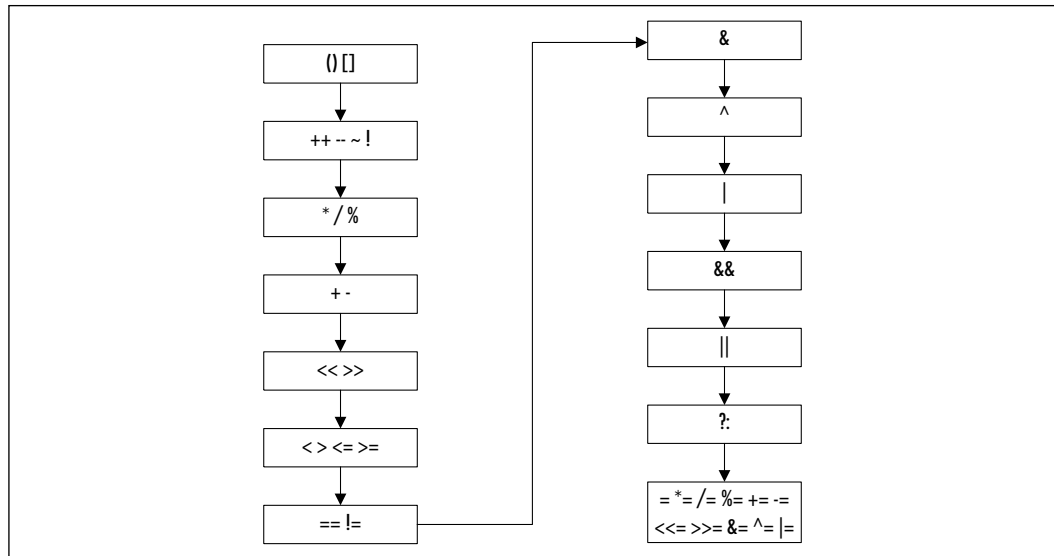 () []
++ -- ~ !
* / %
+ -
<< >>
< > <= >=
== !=
&
^
|
&&
||
?:
= *= /= %= += -=
<<= >>= &= ^= |=